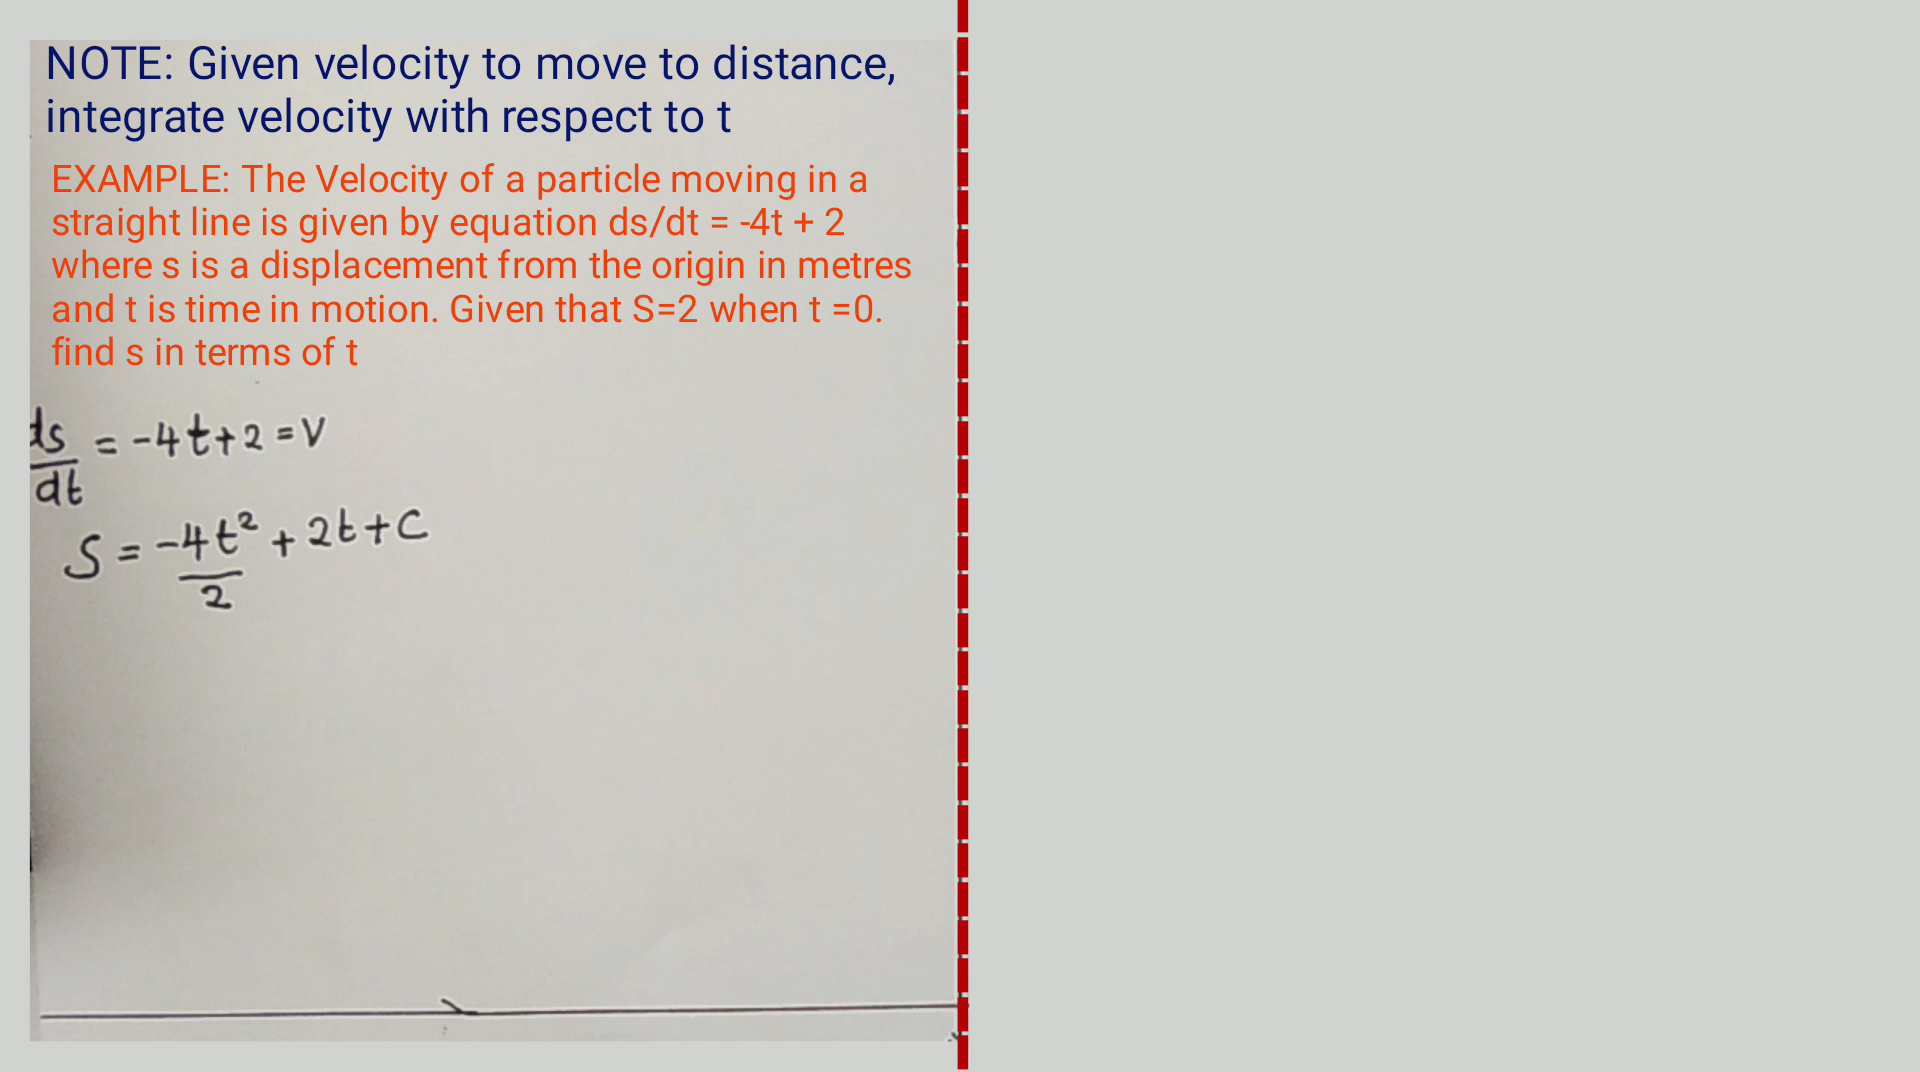 NOTE: Given velocity to move to distance,
integrate velocity with respect to t
EXAMPLE: The Velocity of a particle moving in a
straight line is given by equation ds/dt = -4t + 2
where s is a displacement from the origin in metres
and t is time in motion. Given that S=2 when t =0.
find s in terms of t
ds/dt = -4t+2 = V
S = -4t²/2 + 2t + C